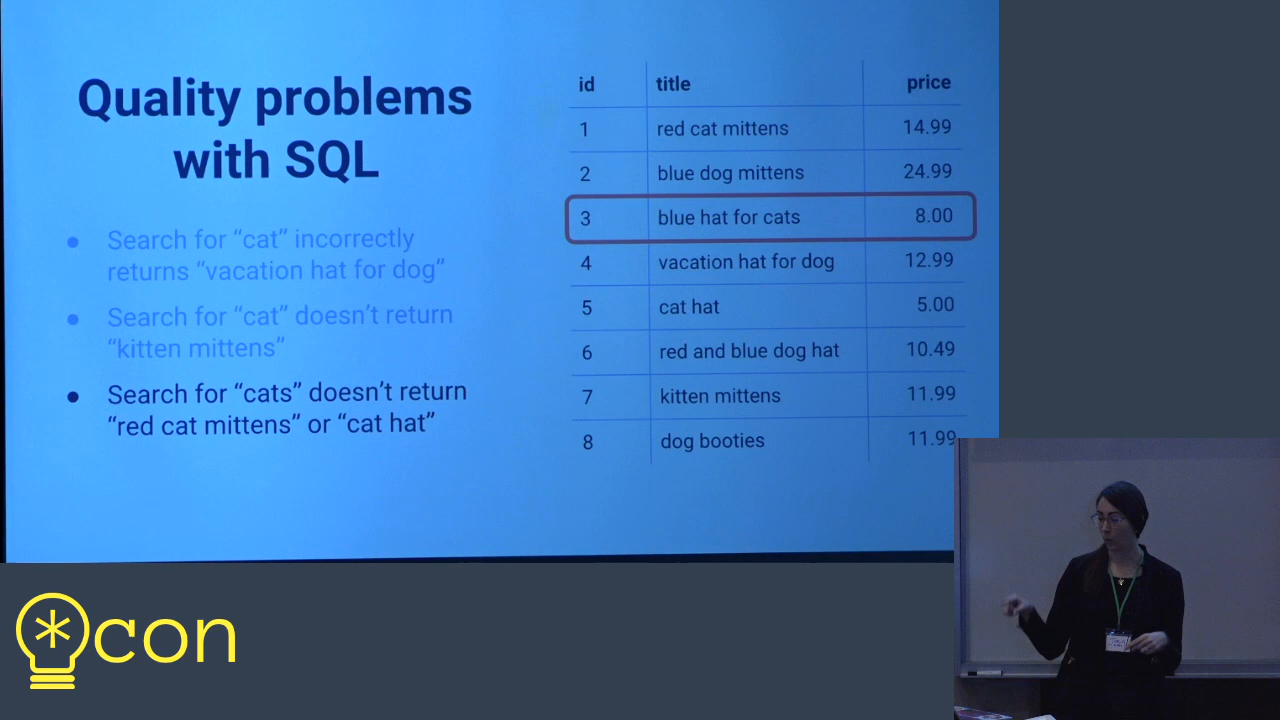 Quality problems
with SQL
• Search for “cat” incorrectly
returns “vacation hat for dog”
• Search for “cat” doesn’t return
“kitten mittens”
• Search for “cats” doesn’t return
“red cat mittens” or “cat hat”
id title price
1 red cat mittens 14.99
2 blue dog mittens 24.99
3 blue hat for cats 8.00
4 vacation hat for dog 12.99
5 cat hat 5.00
6 red and blue dog hat 10.49
7 kitten mittens 11.99
8 dog booties 11.99
*con